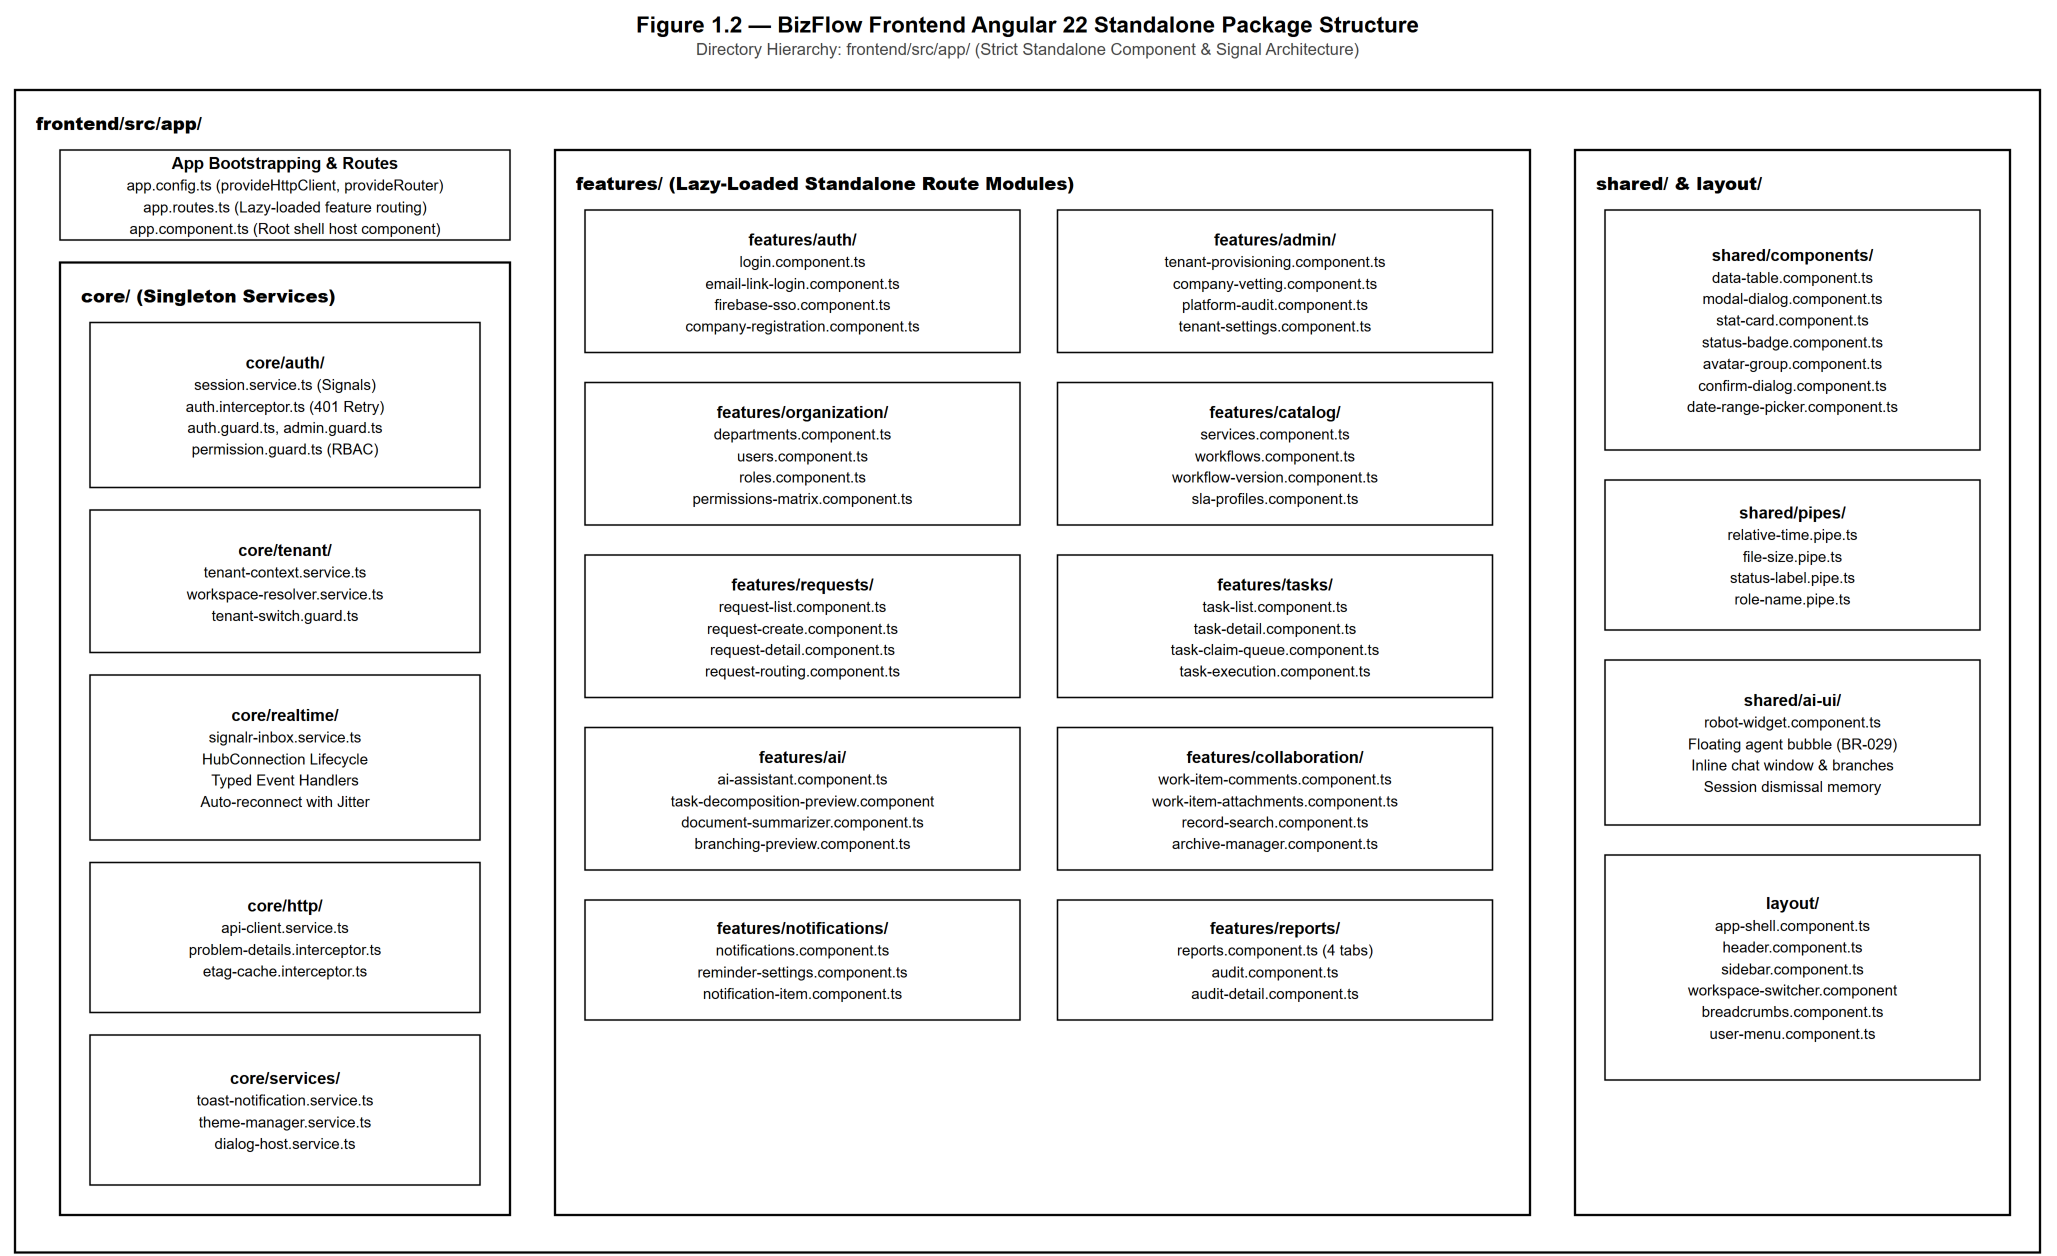 Figure 1.2 — BizFlow Frontend Angular 22 Standalone Package Structure
Directory Hierarchy: frontend/src/app/ (Strict Standalone Component & Signal Architecture)
frontend/src/app/
App Bootstrapping & Routes
app.config.ts (provideHttpClient, provideRouter)
app.routes.ts (Lazy-loaded feature routing)
app.component.ts (Root shell host component)
core/ (Singleton Services)
core/auth/
session.service.ts (Signals)
auth.interceptor.ts (401 Retry)
auth.guard.ts, admin.guard.ts
permission.guard.ts (RBAC)
core/tenant/
tenant-context.service.ts
workspace-resolver.service.ts
tenant-switch.guard.ts
core/realtime/
signalr-inbox.service.ts
HubConnection Lifecycle
Typed Event Handlers
Auto-reconnect with Jitter
core/http/
api-client.service.ts
problem-details.interceptor.ts
etag-cache.interceptor.ts
core/services/
toast-notification.service.ts
theme-manager.service.ts
dialog-host.service.ts
features/ (Lazy-Loaded Standalone Route Modules)
features/auth/
login.component.ts
email-link-login.component.ts
firebase-sso.component.ts
company-registration.component.ts
features/admin/
tenant-provisioning.component.ts
company-vetting.component.ts
platform-audit.component.ts
tenant-settings.component.ts
features/organization/
departments.component.ts
users.component.ts
roles.component.ts
permissions-matrix.component.ts
features/catalog/
services.component.ts
workflows.component.ts
workflow-version.component.ts
sla-profiles.component.ts
features/requests/
request-list.component.ts
request-create.component.ts
request-detail.component.ts
request-routing.component.ts
features/tasks/
task-list.component.ts
task-detail.component.ts
task-claim-queue.component.ts
task-execution.component.ts
features/ai/
ai-assistant.component.ts
task-decomposition-preview.component
document-summarizer.component.ts
branching-preview.component.ts
features/collaboration/
work-item-comments.component.ts
work-item-attachments.component.ts
record-search.component.ts
archive-manager.component.ts
features/notifications/
notifications.component.ts
reminder-settings.component.ts
notification-item.component.ts
features/reports/
reports.component.ts (4 tabs)
audit.component.ts
audit-detail.component.ts
shared/ & layout/
shared/components/
data-table.component.ts
modal-dialog.component.ts
stat-card.component.ts
status-badge.component.ts
avatar-group.component.ts
confirm-dialog.component.ts
date-range-picker.component.ts
shared/pipes/
relative-time.pipe.ts
file-size.pipe.ts
status-label.pipe.ts
role-name.pipe.ts
shared/ai-ui/
robot-widget.component.ts
Floating agent bubble (BR-029)
Inline chat window & branches
Session dismissal memory
layout/
app-shell.component.ts
header.component.ts
sidebar.component.ts
workspace-switcher.component
breadcrumbs.component.ts
user-menu.component.ts